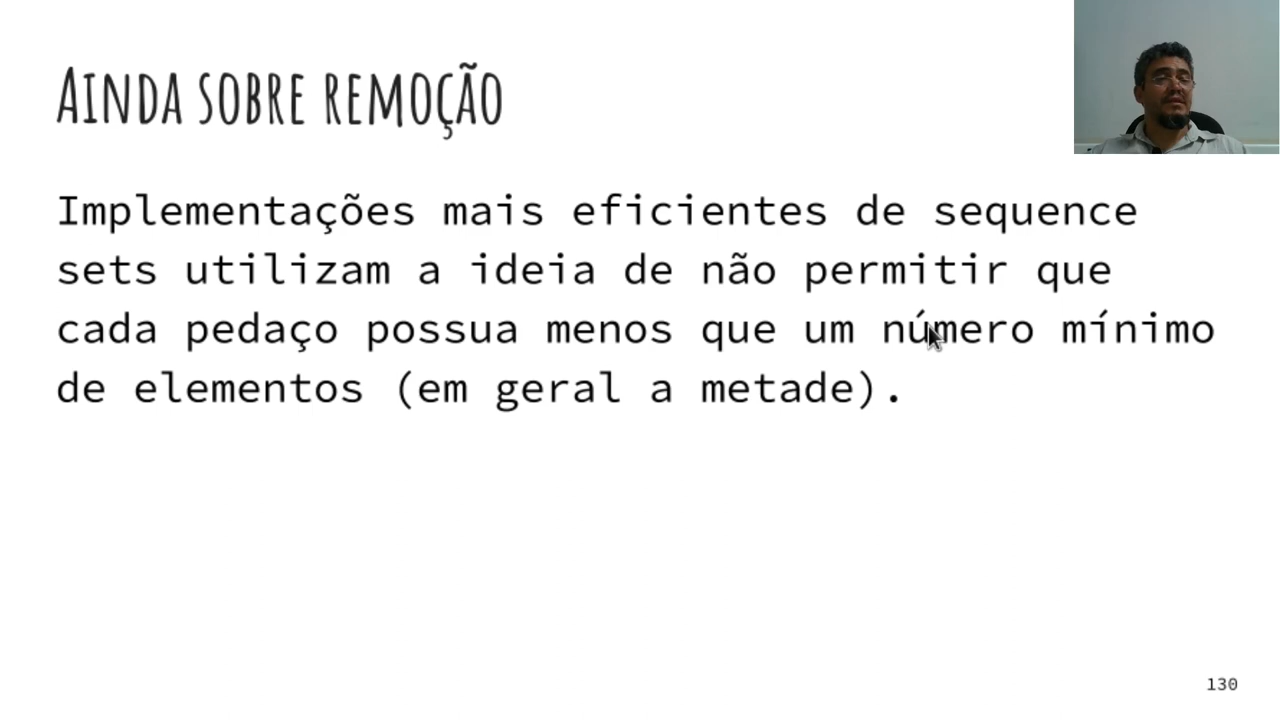 Ainda sobre remoção
Implementações mais eficientes de sequence
sets utilizam a ideia de não permitir que
cada pedaço possua menos que um número mínimo
de elementos (em geral a metade).
130